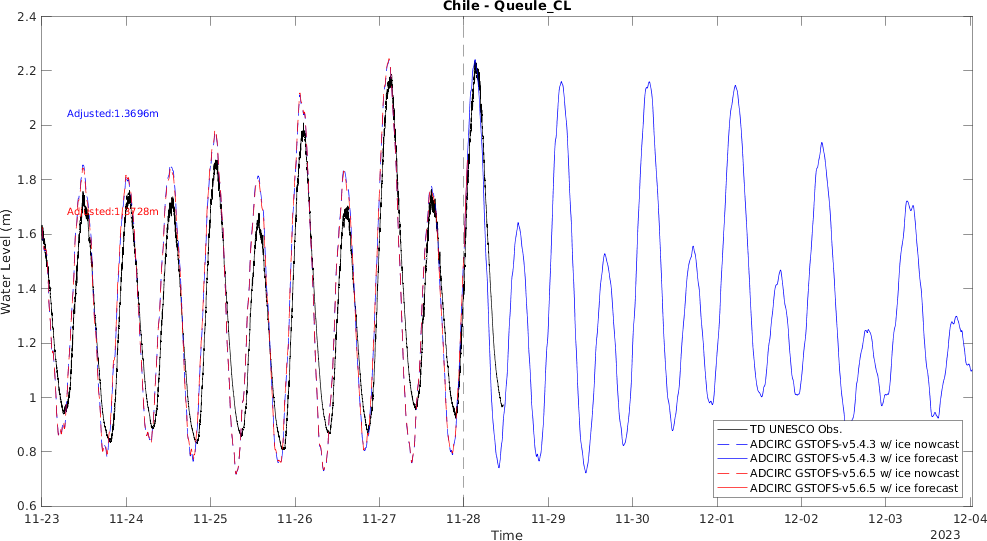 Chile - Queule_CL
2.4
2.2
2
1.8
1.6
1.4
1.2
1
0.8
0.6
Water Level (m)
Adjusted:1.3696m
Adjusted:1.3728m
TD UNESCO Obs.
ADCIRC GSTOFS-v5.4.3 w/ ice nowcast
ADCIRC GSTOFS-v5.4.3 w/ ice forecast
ADCIRC GSTOFS-v5.6.5 w/ ice nowcast
ADCIRC GSTOFS-v5.6.5 w/ ice forecast
11-23 11-24 11-25 11-26 11-27 11-28 11-29 11-30 12-01 12-02 12-03 12-04
Time
2023